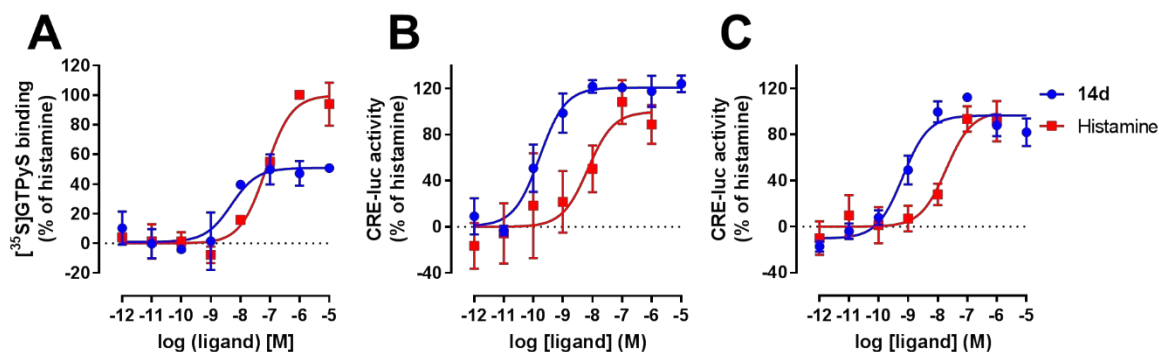 A
[³⁵S]GTPyS binding
(% of histamine)
120
100
80
60
40
20
0
-20
-12 -11 -10 -9 -8 -7 -6 -5
log (ligand) [M]
B
CRE-luc activity
(% of histamine)
120
80
40
0
-40
-12 -11 -10 -9 -8 -7 -6 -5
log [ligand] (M)
C
CRE-luc activity
(% of histamine)
120
80
40
0
-40
-12 -11 -10 -9 -8 -7 -6 -5
log [ligand] (M)
14d
Histamine